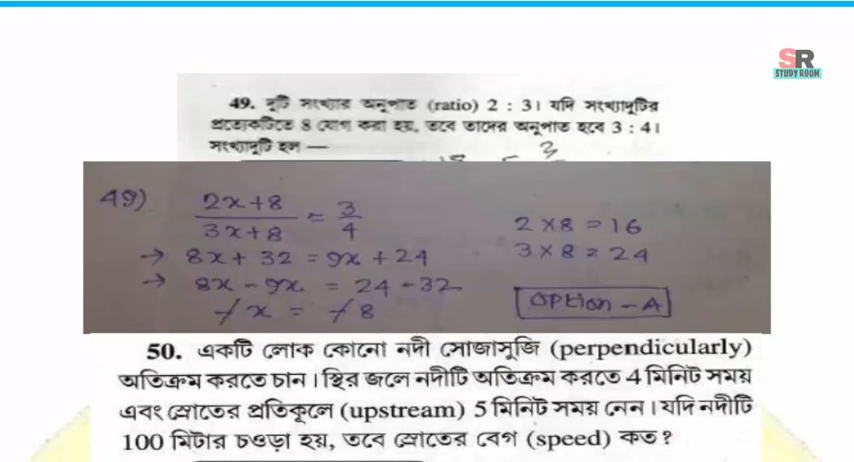 SR
STUDY ROOM
49. দুটি সংখ্যার অনুপাত (ratio) 2 : 3। যদি সংখ্যাদুটির
প্রত্যেকটিতে 8 যোগ করা হয়, তবে তাদের অনুপাত হবে 3 : 4।
সংখ্যাদুটি হল —
49) (2x+8)/(3x+8) = 3/4
→ 8x + 32 = 9x + 24
→ 8x - 9x = 24 - 32
-x = -8
2 x 8 = 16
3 x 8 = 24
Option - A
50. একটি লোক কোনো নদী সোজাসুজি (perpendicularly)
অতিক্রম করতে চান। স্থির জলে নদীটি অতিক্রম করতে 4 মিনিট সময়
এবং স্রোতের প্রতিকূলে (upstream) 5 মিনিট সময় নেন। যদি নদীটি
100 মিটার চওড়া হয়, তবে স্রোতের বেগ (speed) কত?